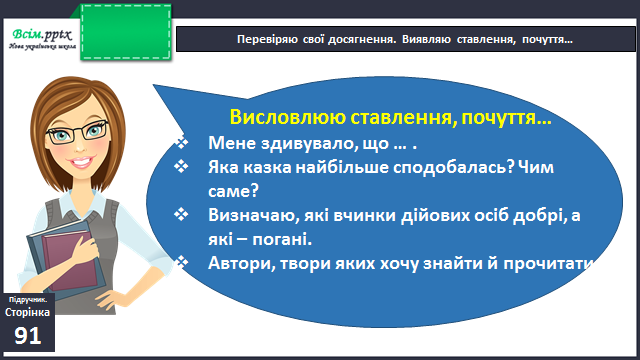 Всім.pptx
Нова українська школа
Перевіряю свої досягнення. Виявляю ставлення, почуття…
Висловлюю ставлення, почуття…
Мене здивувало, що … .
Яка казка найбільше сподобалась? Чим
саме?
Визначаю, які вчинки дійових осіб добрі, а
які – погані.
Автори, твори яких хочу знайти й прочитати
Підручник.
Сторінка
91